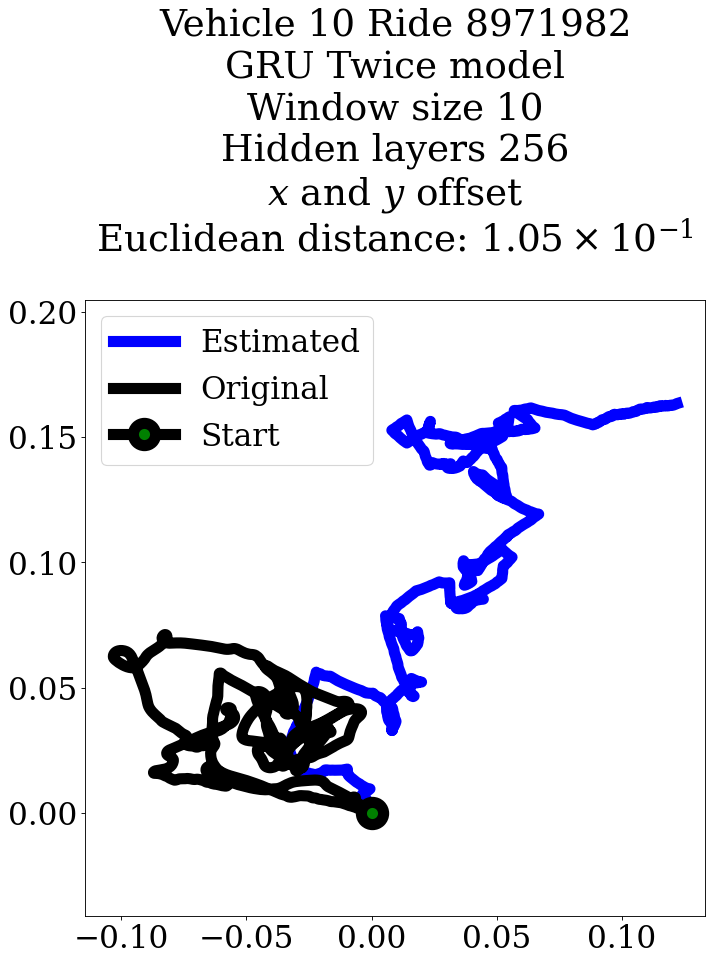 Vehicle 10 Ride 8971982
GRU Twice model
Window size 10
Hidden layers 256
x and y offset
Euclidean distance: 1.05 × 10⁻¹
0.20
0.15
0.10
0.05
0.00
Estimated
Original
Start
−0.10 −0.05 0.00 0.05 0.10